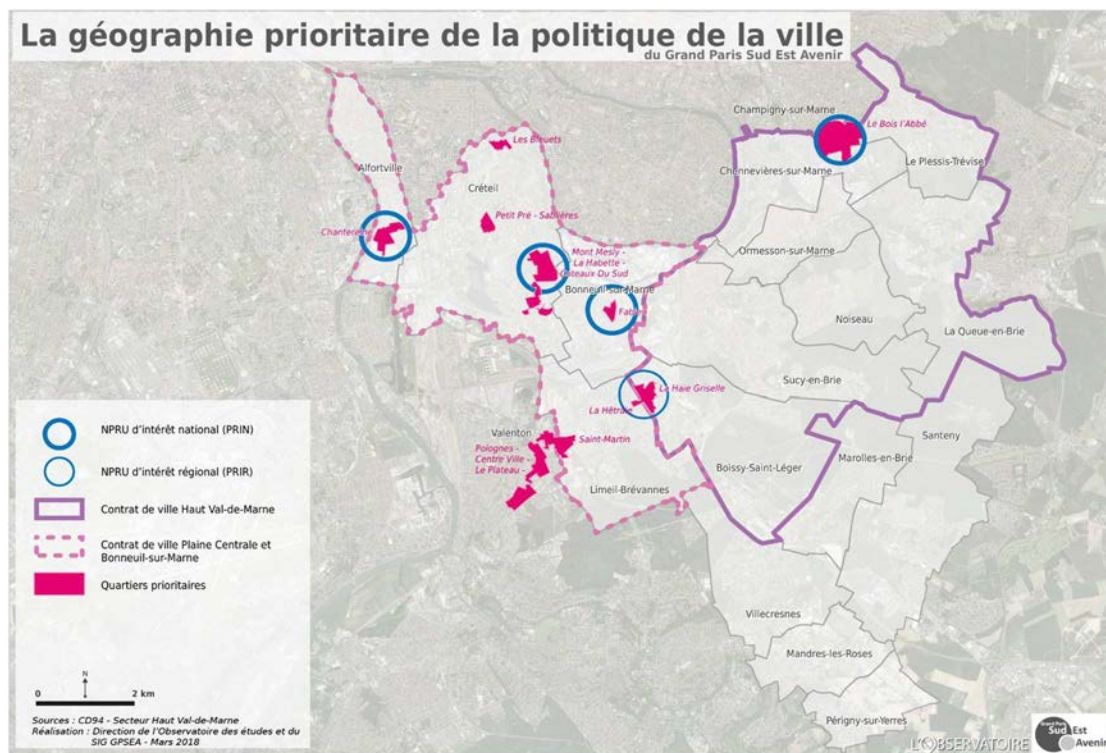 La géographie prioritaire de la politique de la ville
du Grand Paris Sud Est Avenir
Champigny-sur-Marne
Le Bois l'Abbé
Les Bleuets
Alfortville
Chennevières-sur-Marne
Le Plessis-Trévise
Créteil
Petit Pré - Sablières
Chantereine
Mont Mesly -
La Habette -
Coteaux Du Sud
Ormesson-sur-Marne
Bonneuil-sur-Marne
Fabien
Noiseau
La Queue-en-Brie
Sucy-en-Brie
La Haie Griselle
La Hêtraie
Valenton
Saint-Martin
Polognes -
Centre Ville -
Le Plateau -
Santeny
Marolles-en-Brie
Boissy-Saint-Léger
Limeil-Brévannes
Villecresnes
Mandres-les-Roses
Périgny-sur-Yerres
NPRU d'intérêt national (PRIN)
NPRU d'intérêt régional (PRIR)
Contrat de ville Haut Val-de-Marne
Contrat de ville Plaine Centrale et
Bonneuil-sur-Marne
Quartiers prioritaires
N
0 2 km
Sources : CD94 - Secteur Haut Val-de-Marne
Réalisation : Direction de l'Observatoire des études et du
SIG GPSEA - Mars 2018
L'OBSERVATOIRE
Grand Paris
Sud Est
Avenir